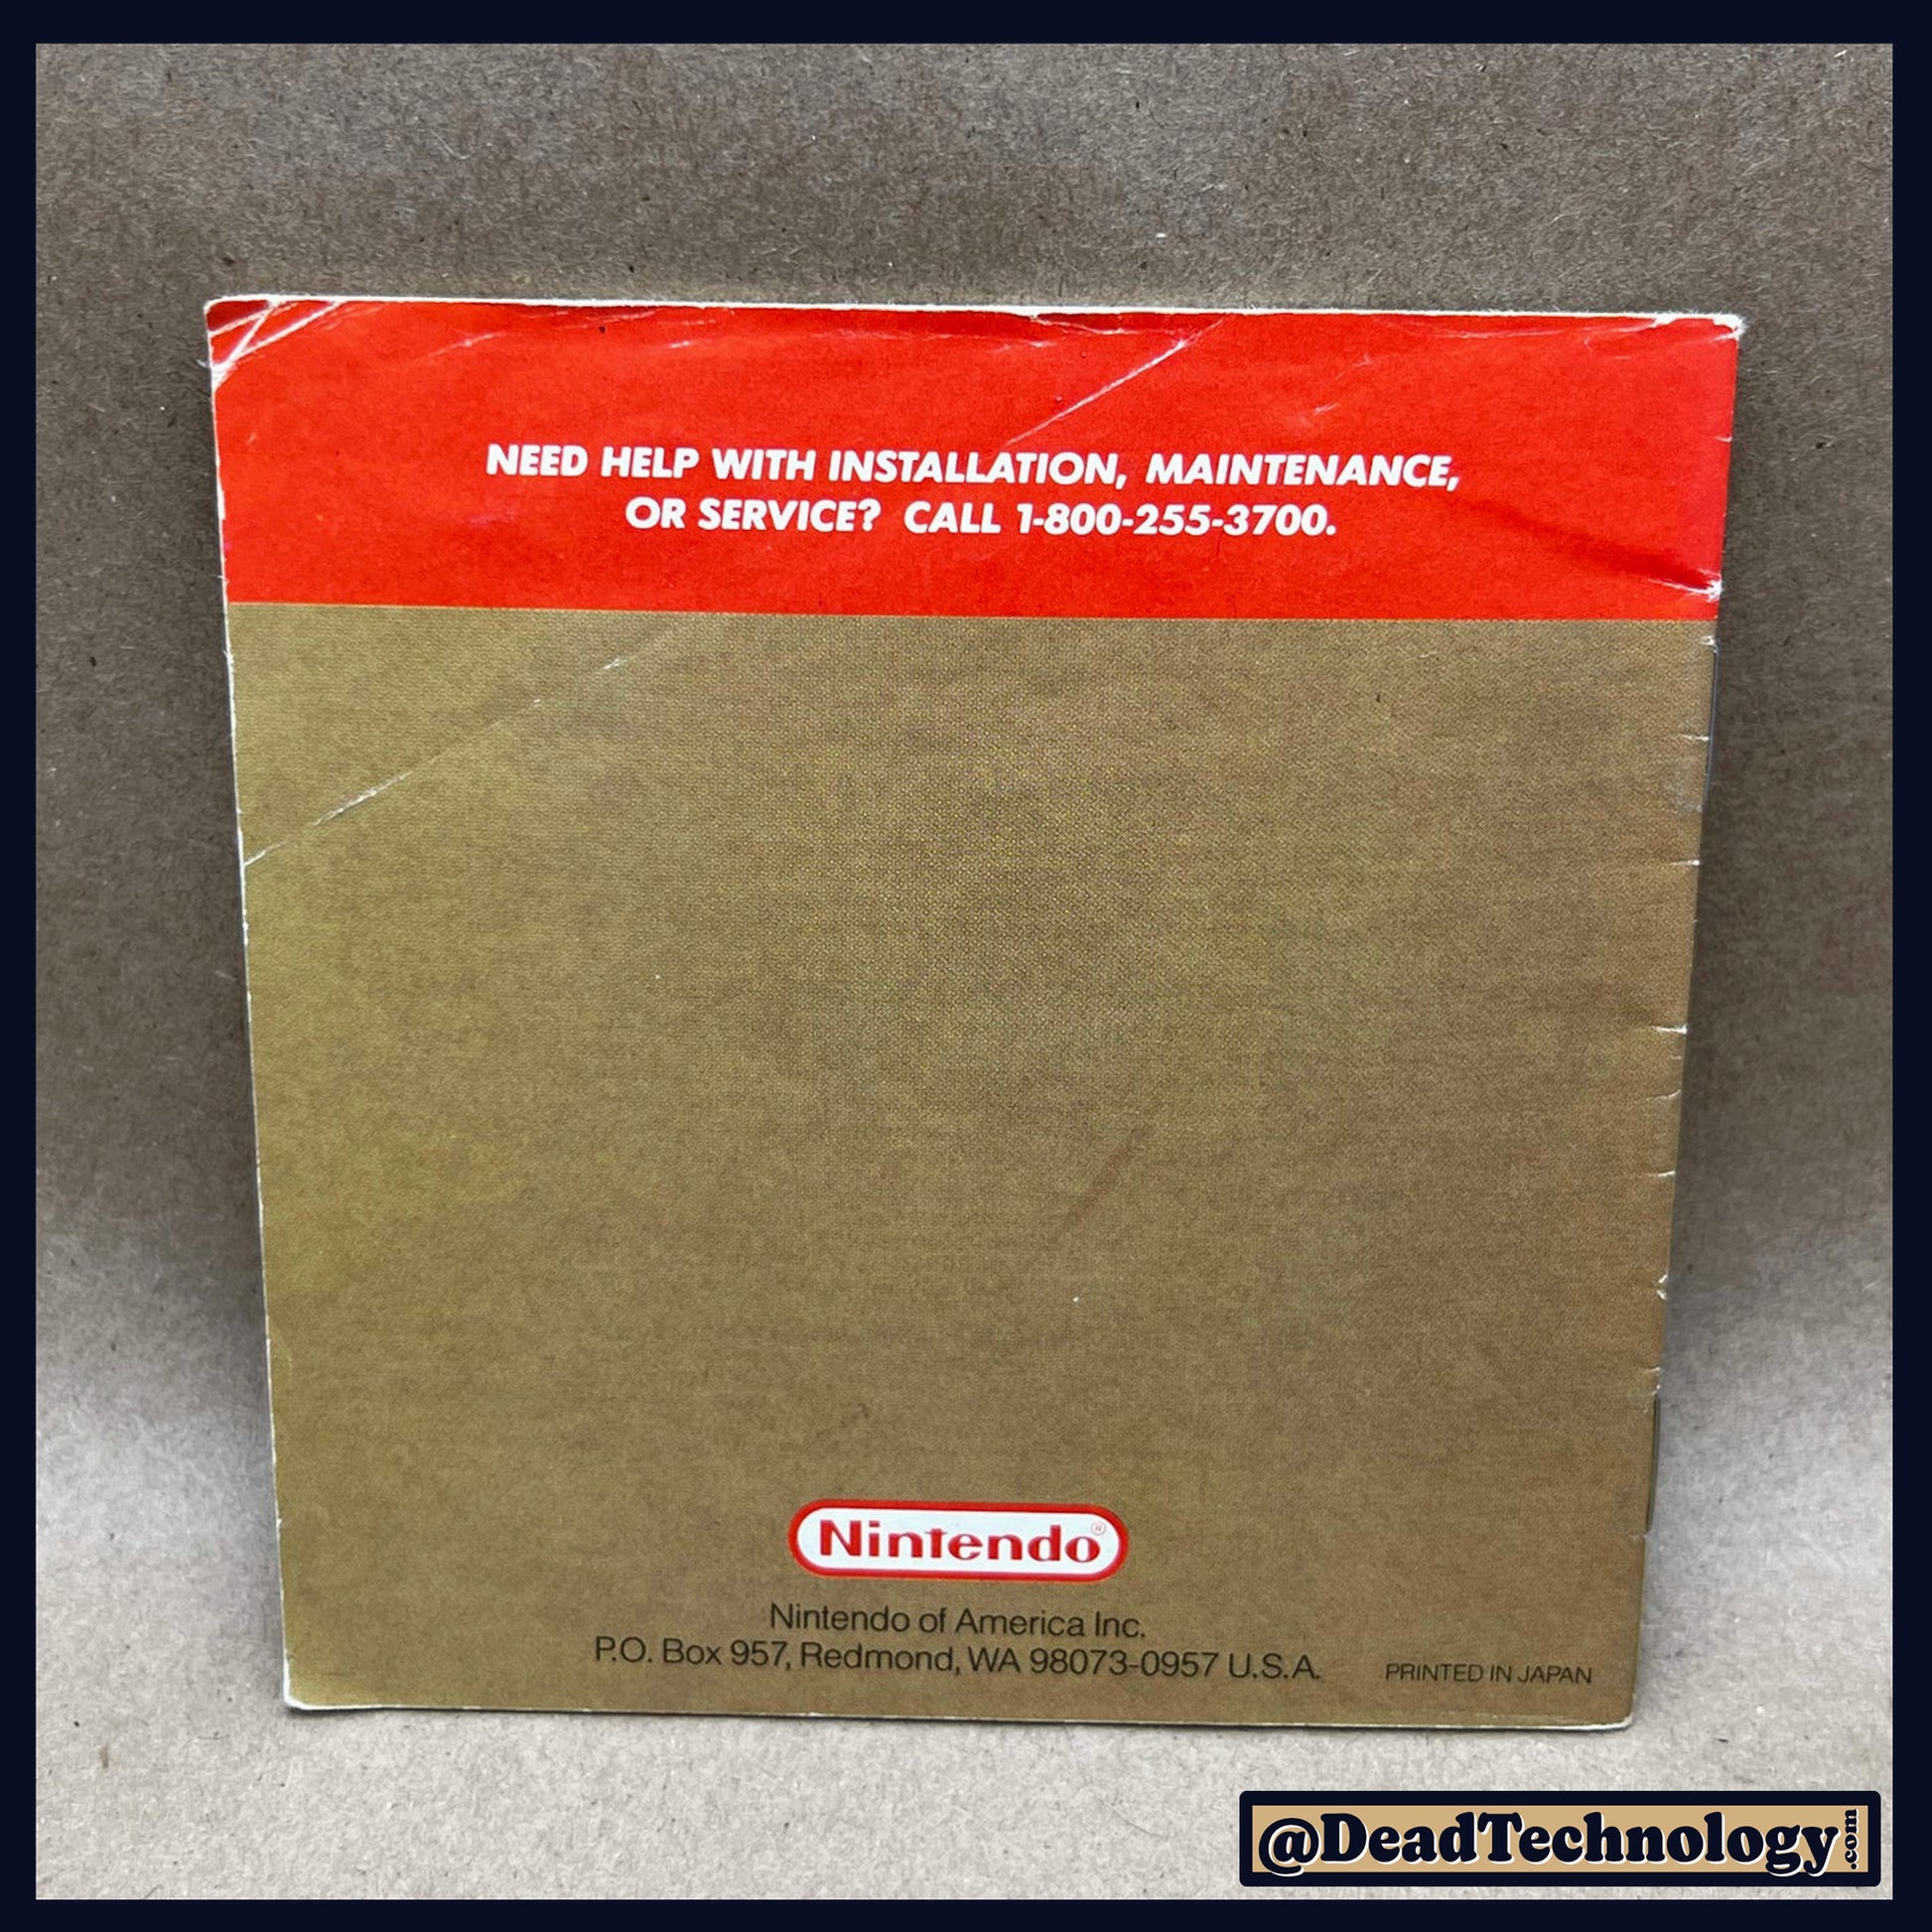 NEED HELP WITH INSTALLATION, MAINTENANCE,
OR SERVICE? CALL 1-800-255-3700.
Nintendo®
Nintendo of America Inc.
P.O. Box 957, Redmond, WA 98073-0957 U.S.A.
PRINTED IN JAPAN
@DeadTechnology.com